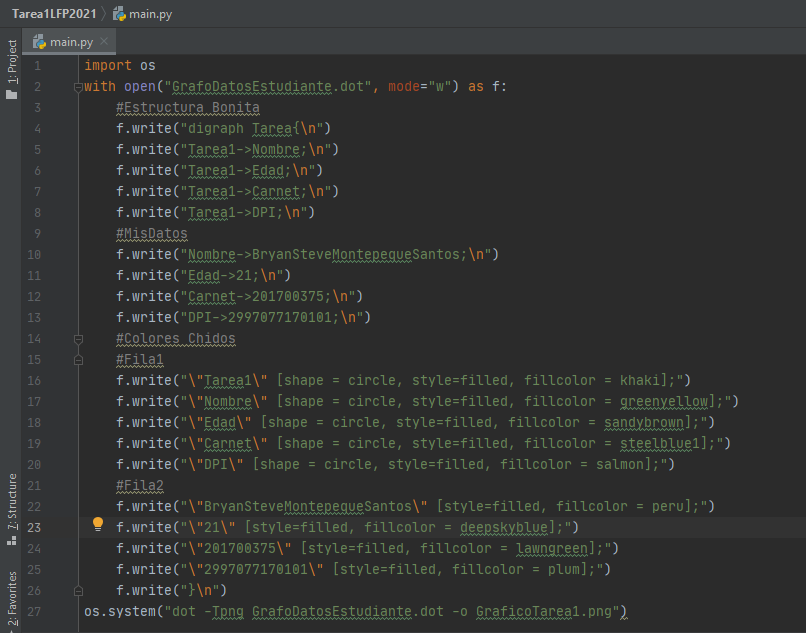 Tarea1LFP2021 main.py
main.py
1: Project
1 import os
2 with open("GrafoDatosEstudiante.dot", mode="w") as f:
3 #Estructura Bonita
4 f.write("digraph Tarea{\n")
5 f.write("Tarea1->Nombre;\n")
6 f.write("Tarea1->Edad;\n")
7 f.write("Tarea1->Carnet;\n")
8 f.write("Tarea1->DPI;\n")
9 #MisDatos
10 f.write("Nombre->BryanSteveMontepequeSantos;\n")
11 f.write("Edad->21;\n")
12 f.write("Carnet->201700375;\n")
13 f.write("DPI->2997077170101;\n")
14 #Colores Chidos
15 #Fila1
16 f.write("\"Tarea1\" [shape = circle, style=filled, fillcolor = khaki];")
17 f.write("\"Nombre\" [shape = circle, style=filled, fillcolor = greenyellow];")
18 f.write("\"Edad\" [shape = circle, style=filled, fillcolor = sandybrown];")
19 f.write("\"Carnet\" [shape = circle, style=filled, fillcolor = steelblue1];")
20 f.write("\"DPI\" [shape = circle, style=filled, fillcolor = salmon];")
21 #Fila2
22 f.write("\"BryanSteveMontepequeSantos\" [style=filled, fillcolor = peru];")
23 f.write("\"21\" [style=filled, fillcolor = deepskyblue];")
24 f.write("\"201700375\" [style=filled, fillcolor = lawngreen];")
25 f.write("\"2997077170101\" [style=filled, fillcolor = plum];")
26 f.write("}\n")
27 os.system("dot -Tpng GrafoDatosEstudiante.dot -o GraficoTarea1.png")
7: Structure
2: Favorites